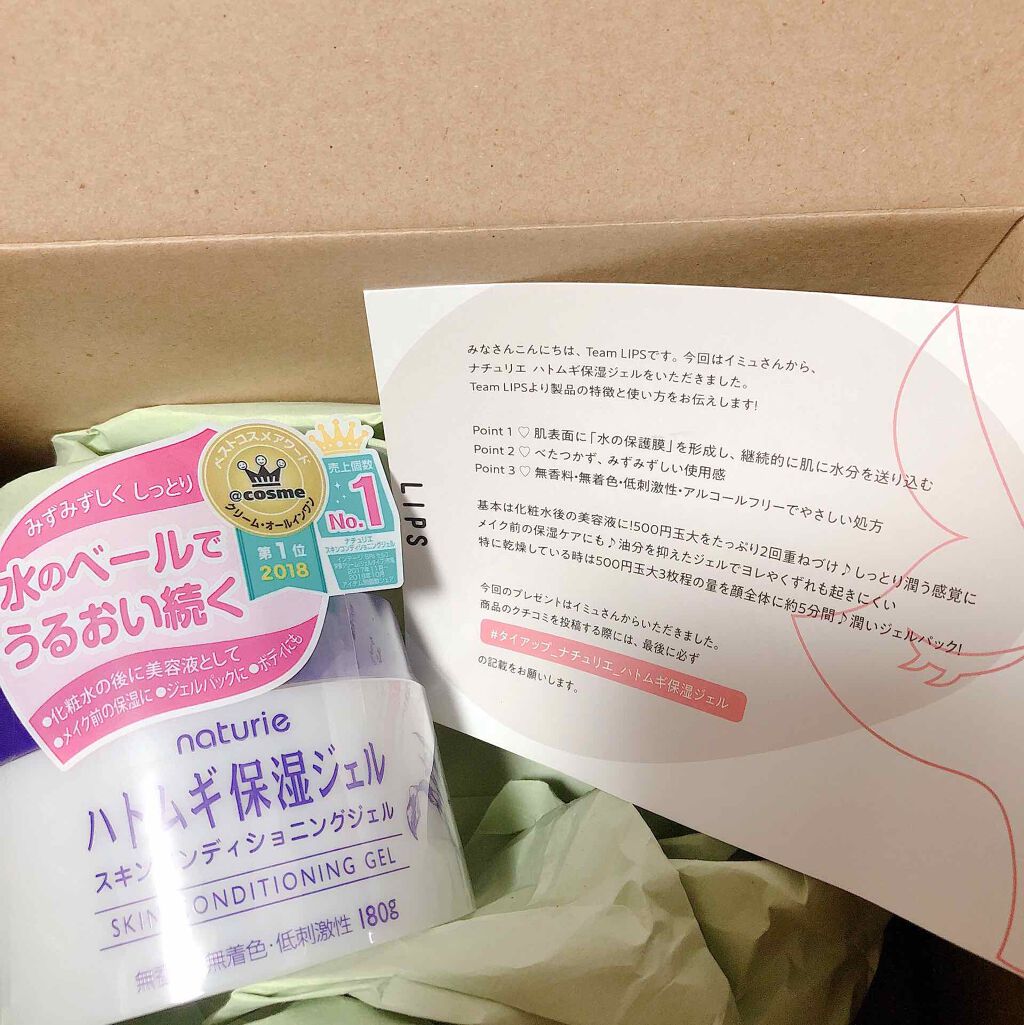 みずみずしく しっとり
水のベールで
うるおい続く
●化粧水の後に美容液として
●メイク前の保湿に●ジェルパックに●ボディにも
ベストコスメアワード
@cosme
クリーム・オールインワン
第1位
2018
売上個数
No.1
ナチュリエ
スキンコンディショニングジェル
naturie
ハトムギ保湿ジェル
スキンコンディショニングジェル
SKIN CONDITIONING GEL
無着色・低刺激性 180g
LIPS
みなさんこんにちは、Team LIPSです。今回はイミュさんから、
ナチュリエ ハトムギ保湿ジェルをいただきました。
Team LIPSより製品の特徴と使い方をお伝えします!
Point 1 ♡ 肌表面に「水の保護膜」を形成し、継続的に肌に水分を送り込む
Point 2 ♡ べたつかず、みずみずしい使用感
Point 3 ♡ 無香料・無着色・低刺激性・アルコールフリーでやさしい処方
基本は化粧水後の美容液に!500円玉大をたっぷり2回重ねづけ♪しっとり潤う感覚に
メイク前の保湿ケアにも♪油分を抑えたジェルでヨレやくずれも起きにくい
特に乾燥している時は500円玉大3枚程の量を顔全体に約5分間♪潤いジェルパック!
今回のプレゼントはイミュさんからいただきました。
商品のクチコミを投稿する際には、最後に必ず
#タイアップ_ナチュリエ_ハトムギ保湿ジェル
の記載をお願いします。